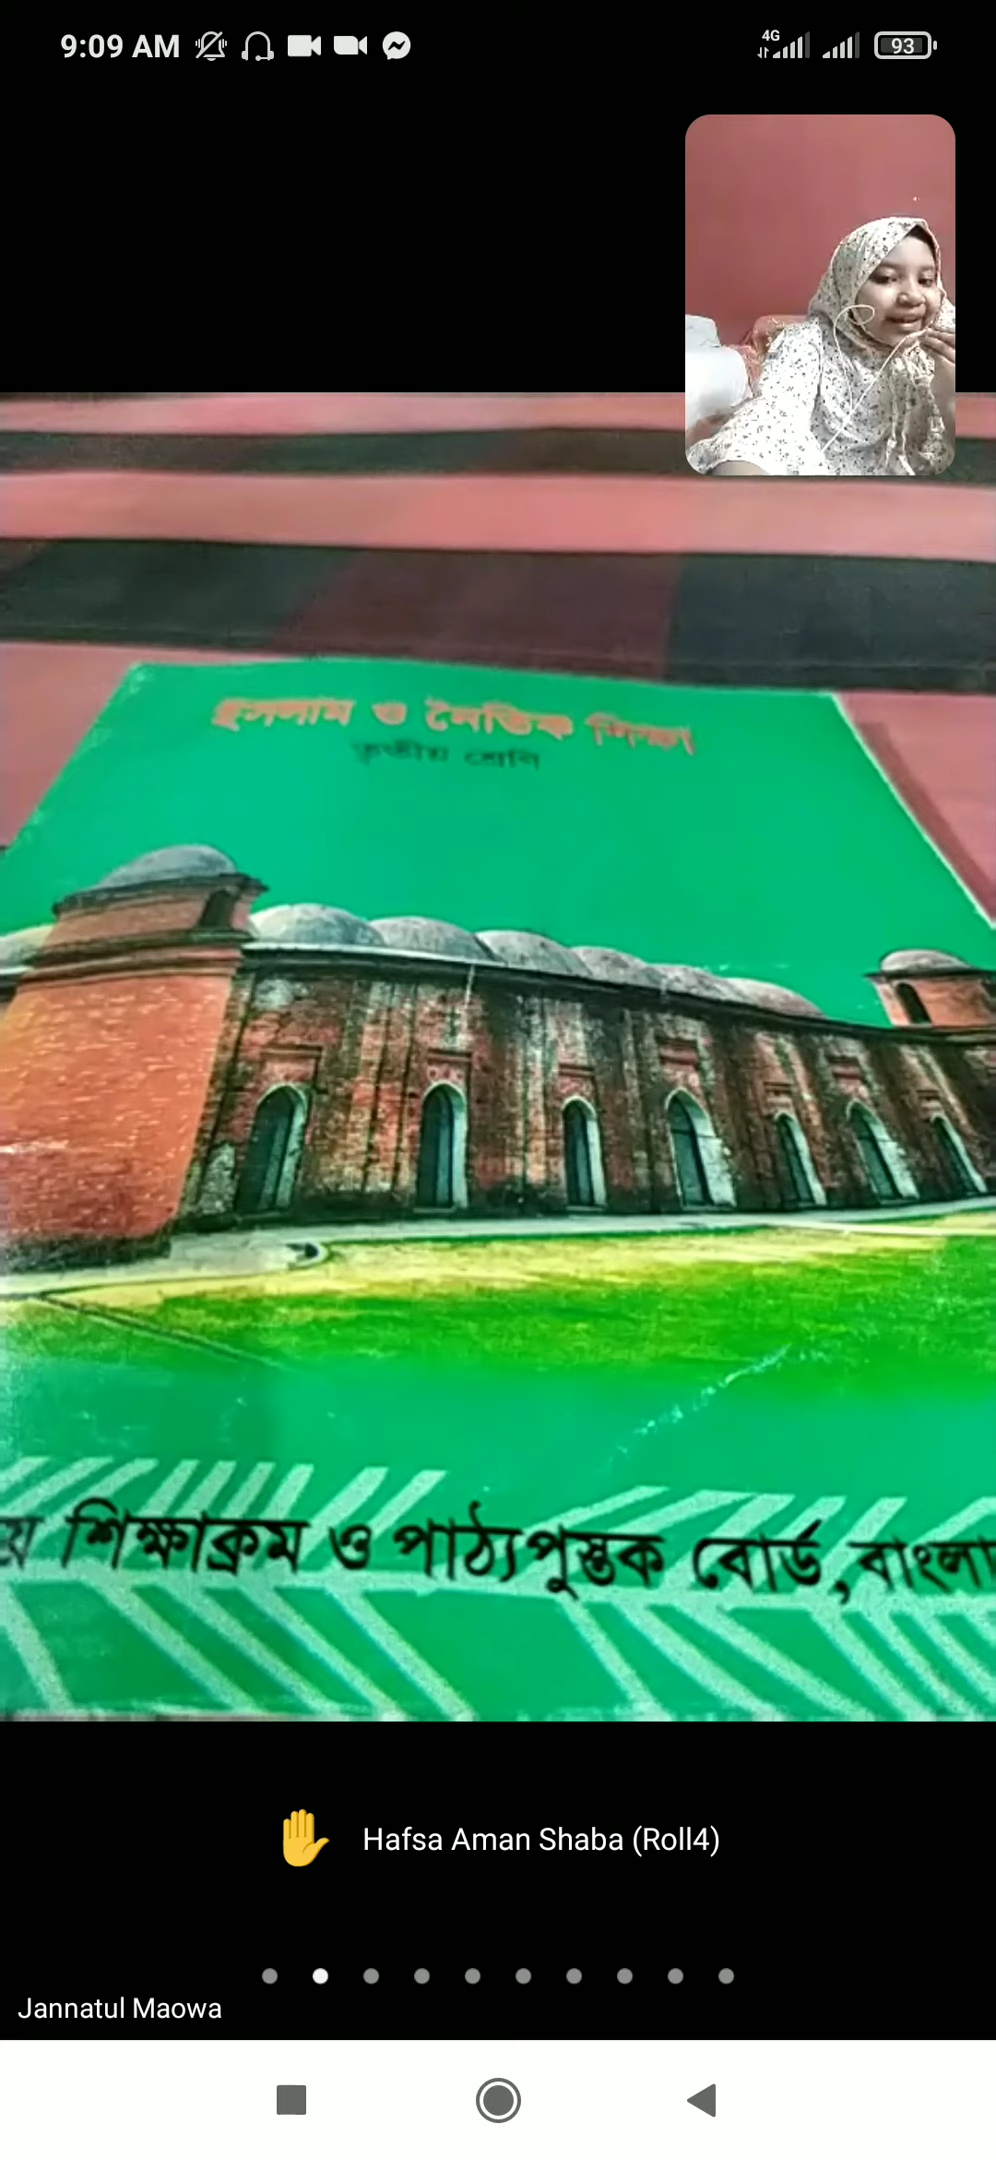 9:09 AM
4G
93
ইসলাম ও নৈতিক শিক্ষা
তৃতীয় শ্রেণি
শিক্ষাক্রম ও পাঠ্যপুস্তক বোর্ড, বাংলা
Hafsa Aman Shaba (Roll4)
Jannatul Maowa